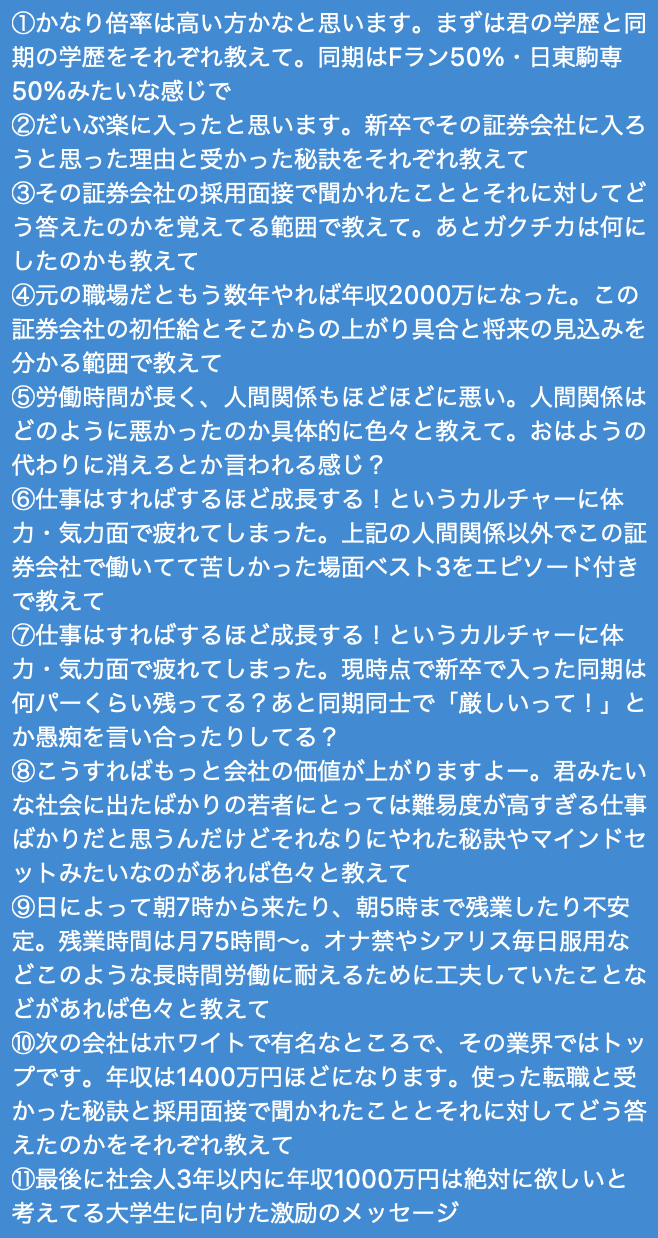 ①かなり倍率は高い方かなと思います。まずは君の学歴と同
期の学歴をそれぞれ教えて。同期はFラン50%・日東駒専
50%みたいな感じで
②だいぶ楽に入ったと思います。新卒でその証券会社に入ろ
うと思った理由と受かった秘訣をそれぞれ教えて
③その証券会社の採用面接で聞かれたこととそれに対してど
う答えたのかを覚えてる範囲で教えて。あとガクチカは何に
したのかも教えて
④元の職場だともう数年やれば年収2000万になった。この
証券会社の初任給とそこからの上がり具合と将来の見込みを
分かる範囲で教えて
⑤労働時間が長く、人間関係もほどほどに悪い。人間関係は
どのように悪かったのか具体的に色々と教えて。おはようの
代わりに消えろとか言われる感じ？
⑥仕事はすればするほど成長する！というカルチャーに体
力・気力面で疲れてしまった。上記の人間関係以外でこの証
券会社で働いてて苦しかった場面ベスト3をエピソード付き
で教えて
⑦仕事はすればするほど成長する！というカルチャーに体
力・気力面で疲れてしまった。現時点で新卒で入った同期は
何パーくらい残ってる？あと同期同士で「厳しいって！」と
か愚痴を言い合ったりしてる？
⑧こうすればもっと会社の価値が上がりますよー。君みたい
な社会に出たばかりの若者にとっては難易度が高すぎる仕事
ばかりだと思うんだけどそれなりにやれた秘訣やマインドセ
ットみたいなのがあれば色々と教えて
⑨日によって朝7時から来たり、朝5時まで残業したり不安
定。残業時間は月75時間〜。オナ禁やシアリス毎日服用な
どこのような長時間労働に耐えるために工夫していたことな
どがあれば色々と教えて
⑩次の会社はホワイトで有名なところで、その業界ではトッ
プです。年収は1400万円ほどになります。使った転職と受
かった秘訣と採用面接で聞かれたこととそれに対してどう答
えたのかをそれぞれ教えて
⑪最後に社会人3年以内に年収1000万円は絶対に欲しいと
考えてる大学生に向けた激励のメッセージ